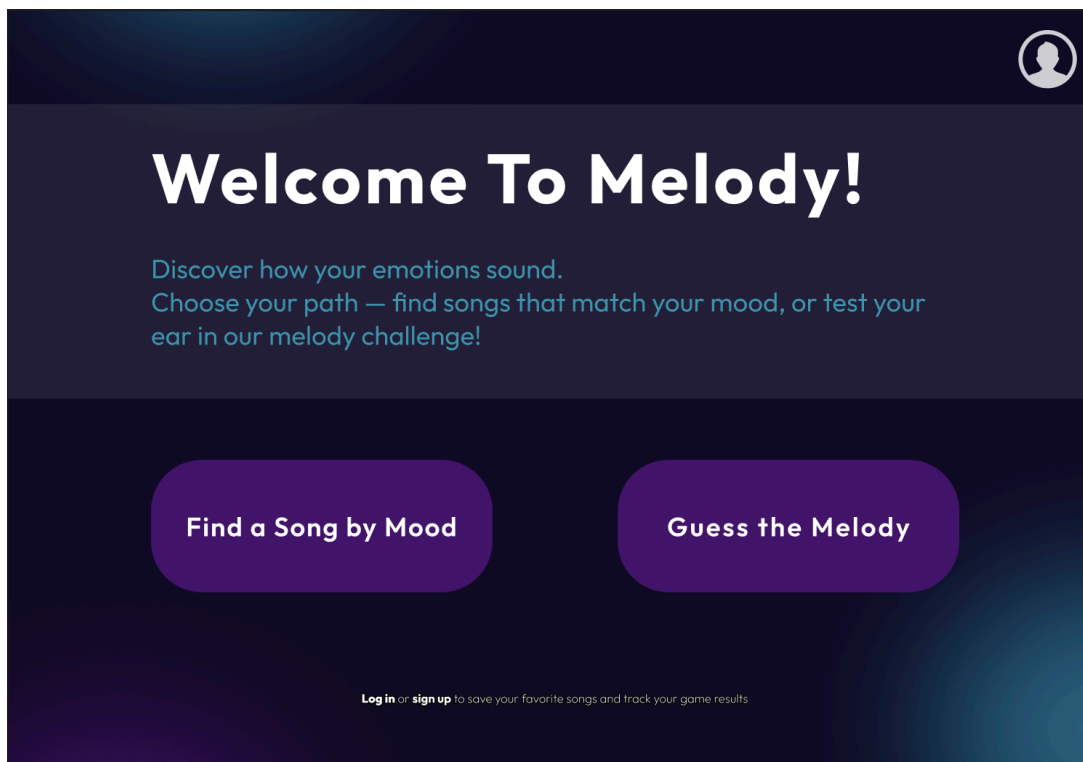 Welcome To Melody!
Discover how your emotions sound.
Choose your path — find songs that match your mood, or test your
ear in our melody challenge!
Find a Song by Mood
Guess the Melody
Log in or sign up to save your favorite songs and track your game results